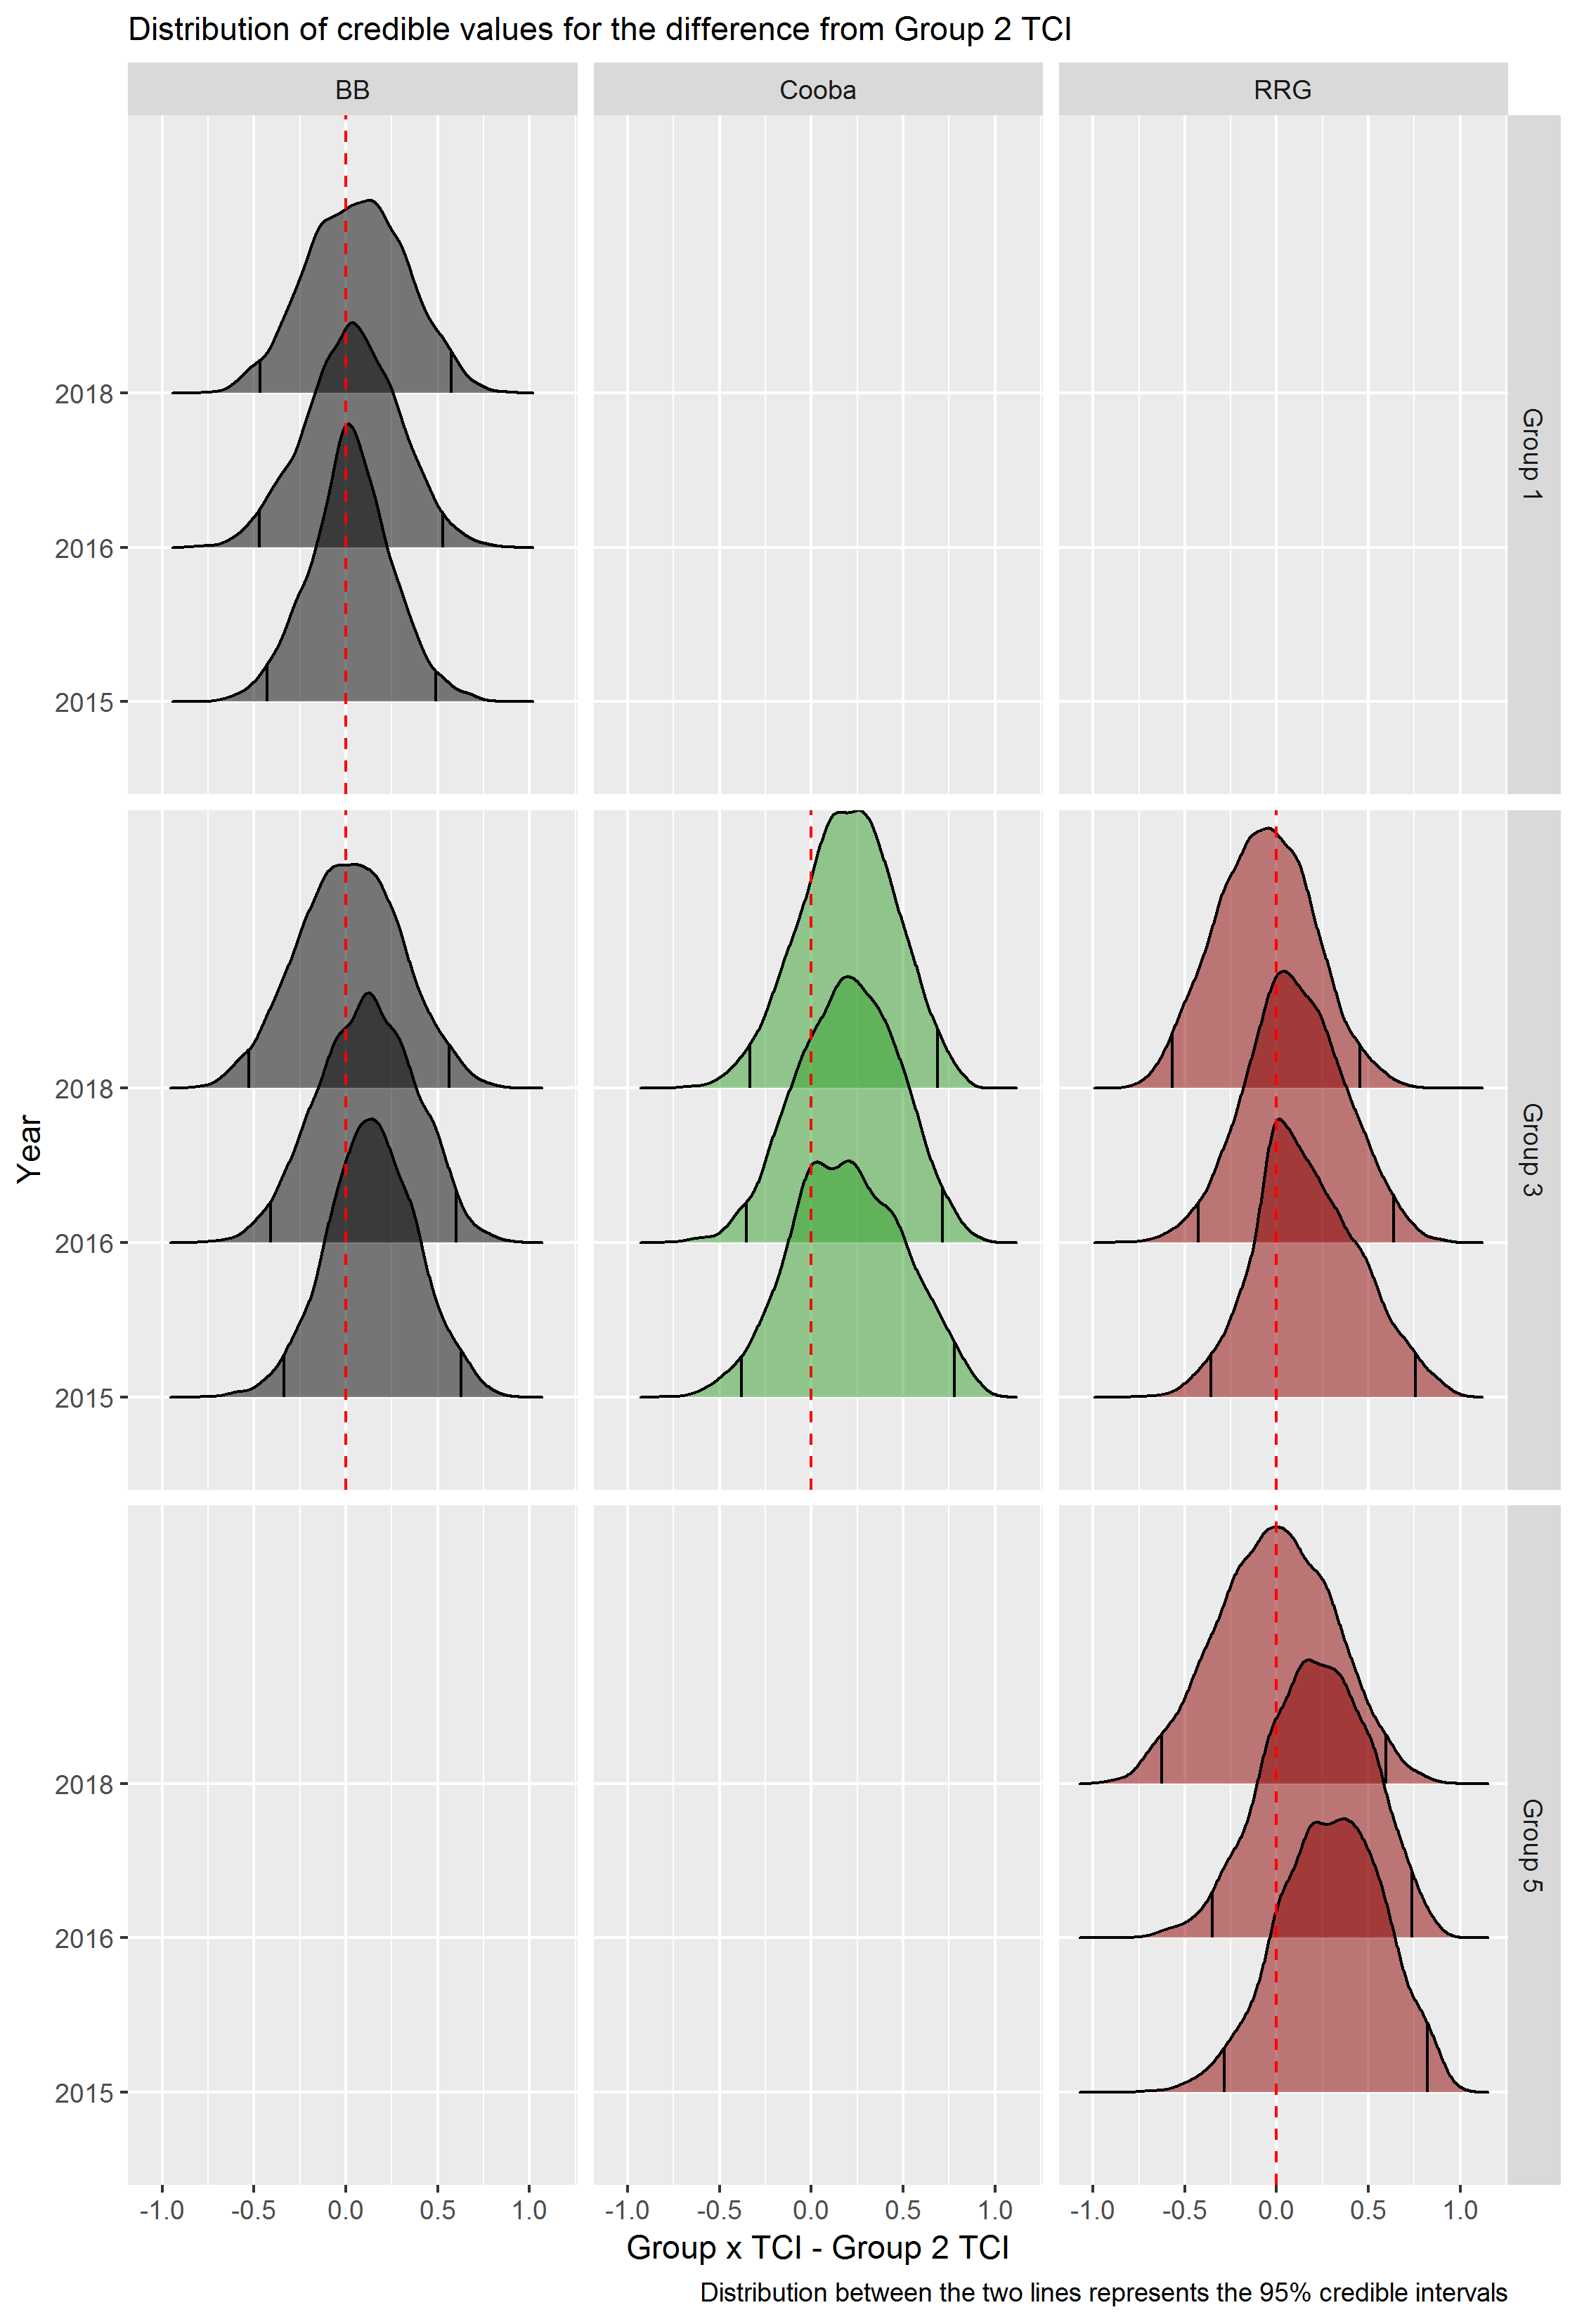 Distribution of credible values for the difference from Group 2 TCI
BB
Cooba
RRG
2018
2016
2015
Group 1
Year
2018
2016
2015
Group 3
2018
2016
2015
Group 5
-1.0 -0.5 0.0 0.5 1.0
-1.0 -0.5 0.0 0.5 1.0
-1.0 -0.5 0.0 0.5 1.0
Group x TCI - Group 2 TCI
Distribution between the two lines represents the 95% credible intervals